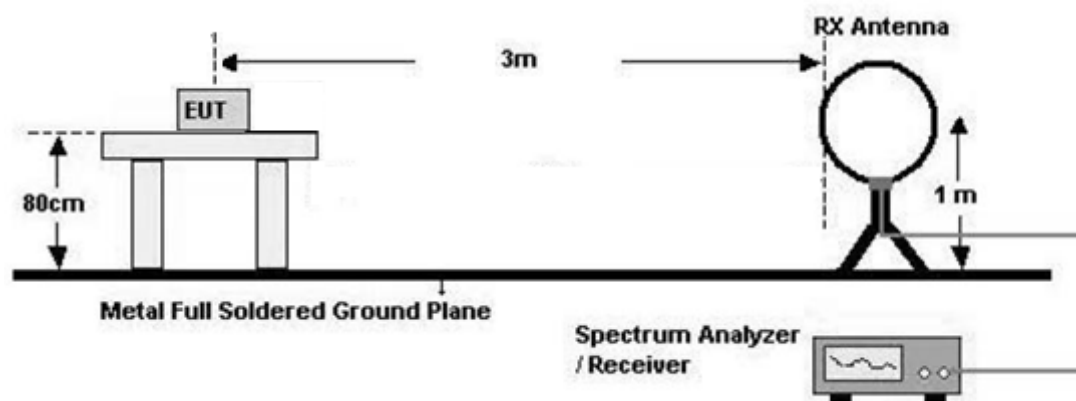 RX Antenna
3m
EUT
80cm
1 m
Metal Full Soldered Ground Plane
Spectrum Analyzer
/ Receiver